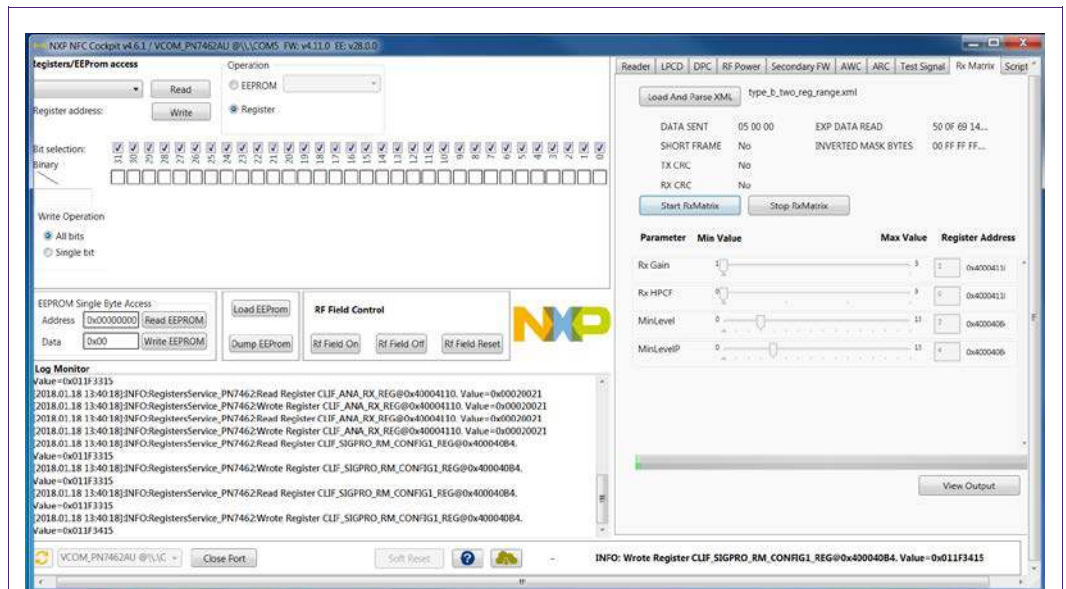 NXP NFC Cockpit v4.6.1 / VCOM_PN7462AU @\\.\COM5 FW: v4.11.0 EE: v28.0.0
Registers/EEProm access
Read
Register address:
Write
Operation
EEPROM
Register
Bit selection:
31 30 29 28 27 26 25 24 23 22 21 20 19 18 17 16 15 14 13 12 11 10 9 8 7 6 5 4 3 2 1 0
Binary
Write Operation
All bits
Single bit
EEPROM Single Byte Access
Address 0x00000000 Read EEPROM
Data 0x00 Write EEPROM
Load EEProm
Dump EEProm
RF Field Control
Rf Field On Rf Field Off Rf Field Reset
NXP
Log Monitor
Value=0x011F3315
[2018.01.18 13:40:18]:INFO:RegistersService_PN7462:Read Register CLIF_ANA_RX_REG@0x40004110. Value=0x00020021
[2018.01.18 13:40:18]:INFO:RegistersService_PN7462:Wrote Register CLIF_ANA_RX_REG@0x40004110. Value=0x00020021
[2018.01.18 13:40:18]:INFO:RegistersService_PN7462:Read Register CLIF_ANA_RX_REG@0x40004110. Value=0x00020021
[2018.01.18 13:40:18]:INFO:RegistersService_PN7462:Wrote Register CLIF_ANA_RX_REG@0x40004110. Value=0x00020021
[2018.01.18 13:40:18]:INFO:RegistersService_PN7462:Read Register CLIF_SIGPRO_RM_CONFIG1_REG@0x400040B4.
Value=0x011F3315
[2018.01.18 13:40:18]:INFO:RegistersService_PN7462:Wrote Register CLIF_SIGPRO_RM_CONFIG1_REG@0x400040B4.
Value=0x011F3315
[2018.01.18 13:40:18]:INFO:RegistersService_PN7462:Read Register CLIF_SIGPRO_RM_CONFIG1_REG@0x400040B4.
Value=0x011F3315
[2018.01.18 13:40:18]:INFO:RegistersService_PN7462:Wrote Register CLIF_SIGPRO_RM_CONFIG1_REG@0x400040B4.
Value=0x011F3415
Reader LPCD DPC RF Power Secondary FW AWC ARC Test Signal Rx Matrix Script
Load And Parse XML type_b_two_reg_range.xml
DATA SENT 05 00 00 EXP DATA READ 50 0F 69 14...
SHORT FRAME No INVERTED MASK BYTES 00 FF FF FF...
TX CRC No
RX CRC No
Start RxMatrix Stop RxMatrix
Parameter Min Value Max Value Register Address
Rx Gain 1 3
Rx HPCF 0 3
MinLevel 0
MinLevelP 0
View Output
VCOM_PN7462AU @\\.\C Close Port Soft Reset - INFO: Wrote Register CLIF_SIGPRO_RM_CONFIG1_REG@0x400040B4. Value=0x011F3415